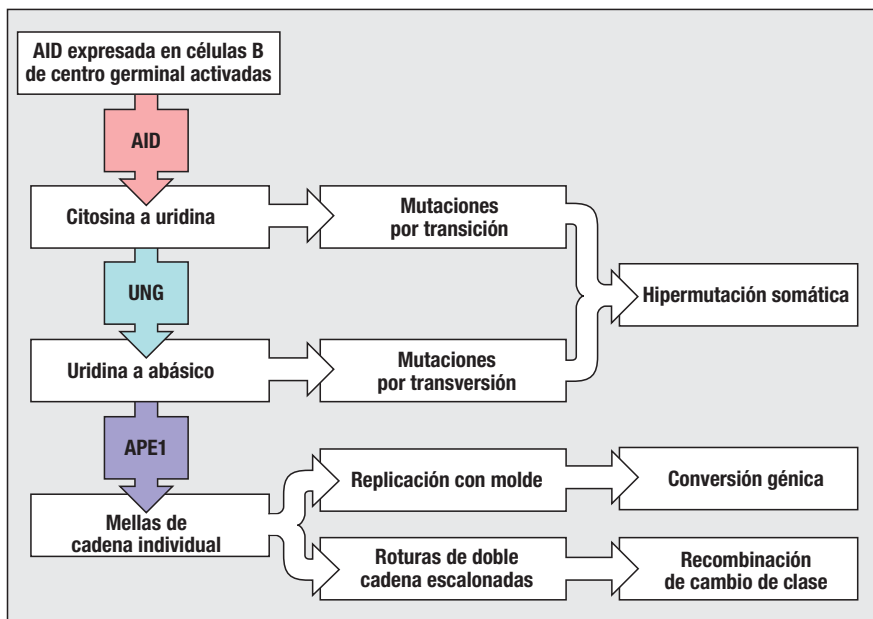 AID expresada en células B
de centro germinal activadas
AID
Citosina a uridina
Mutaciones
por transición
UNG
Hipermutación somática
Uridina a abásico
Mutaciones
por transversión
APE1
Replicación con molde
Conversión génica
Mellas de
cadena individual
Roturas de doble
cadena escalonadas
Recombinación
de cambio de clase